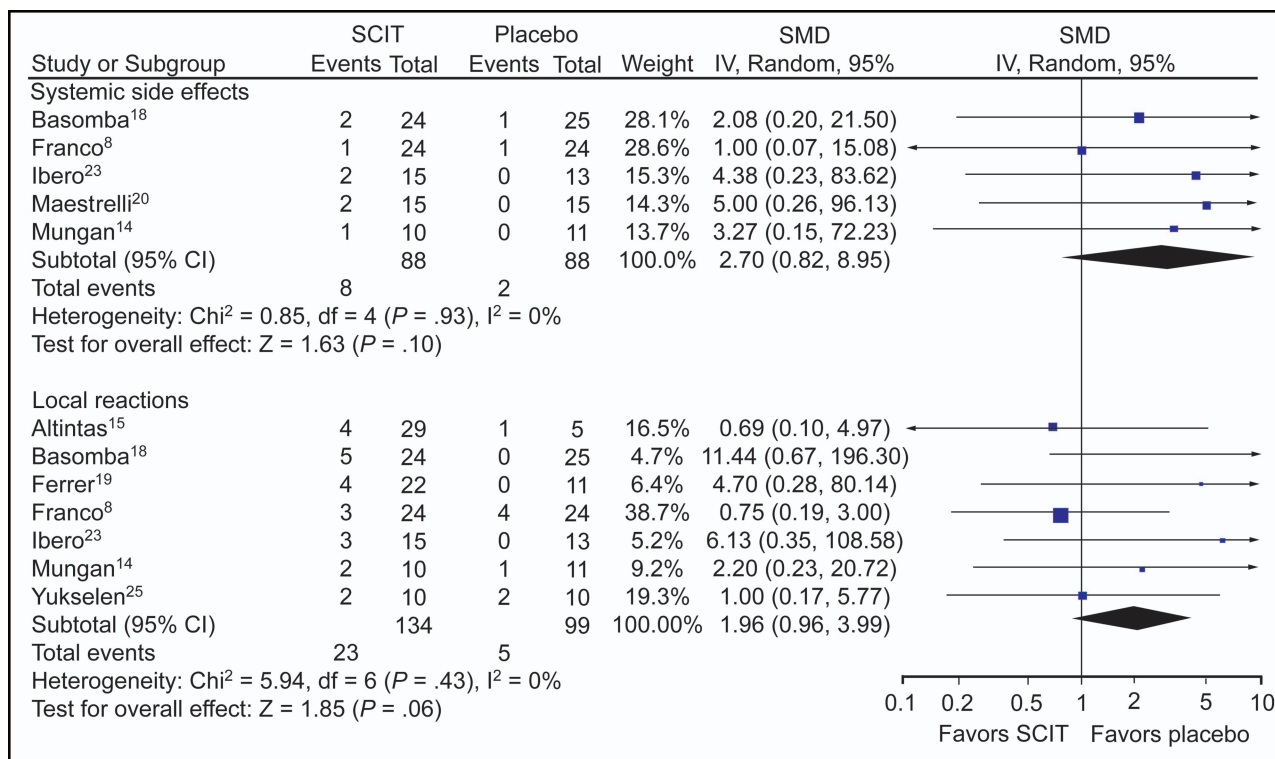 SCIT Placebo SMD SMD
Study or Subgroup Events Total Events Total Weight IV, Random, 95% IV, Random, 95%
Systemic side effects
Basomba¹⁸ 2 24 1 25 28.1% 2.08 (0.20, 21.50)
Franco⁸ 1 24 1 24 28.6% 1.00 (0.07, 15.08)
Ibero²³ 2 15 0 13 15.3% 4.38 (0.23, 83.62)
Maestrelli²⁰ 2 15 0 15 14.3% 5.00 (0.26, 96.13)
Mungan¹⁴ 1 10 0 11 13.7% 3.27 (0.15, 72.23)
Subtotal (95% CI) 88 88 100.0% 2.70 (0.82, 8.95)
Total events 8 2
Heterogeneity: Chi² = 0.85, df = 4 (P = .93), I² = 0%
Test for overall effect: Z = 1.63 (P = .10)
Local reactions
Altintas¹⁵ 4 29 1 5 16.5% 0.69 (0.10, 4.97)
Basomba¹⁸ 5 24 0 25 4.7% 11.44 (0.67, 196.30)
Ferrer¹⁹ 4 22 0 11 6.4% 4.70 (0.28, 80.14)
Franco⁸ 3 24 4 24 38.7% 0.75 (0.19, 3.00)
Ibero²³ 3 15 0 13 5.2% 6.13 (0.35, 108.58)
Mungan¹⁴ 2 10 1 11 9.2% 2.20 (0.23, 20.72)
Yukselen²⁵ 2 10 2 10 19.3% 1.00 (0.17, 5.77)
Subtotal (95% CI) 134 99 100.00% 1.96 (0.96, 3.99)
Total events 23 5
Heterogeneity: Chi² = 5.94, df = 6 (P = .43), I² = 0%
Test for overall effect: Z = 1.85 (P = .06)
0.1 0.2 0.5 1 2 5 10
Favors SCIT Favors placebo